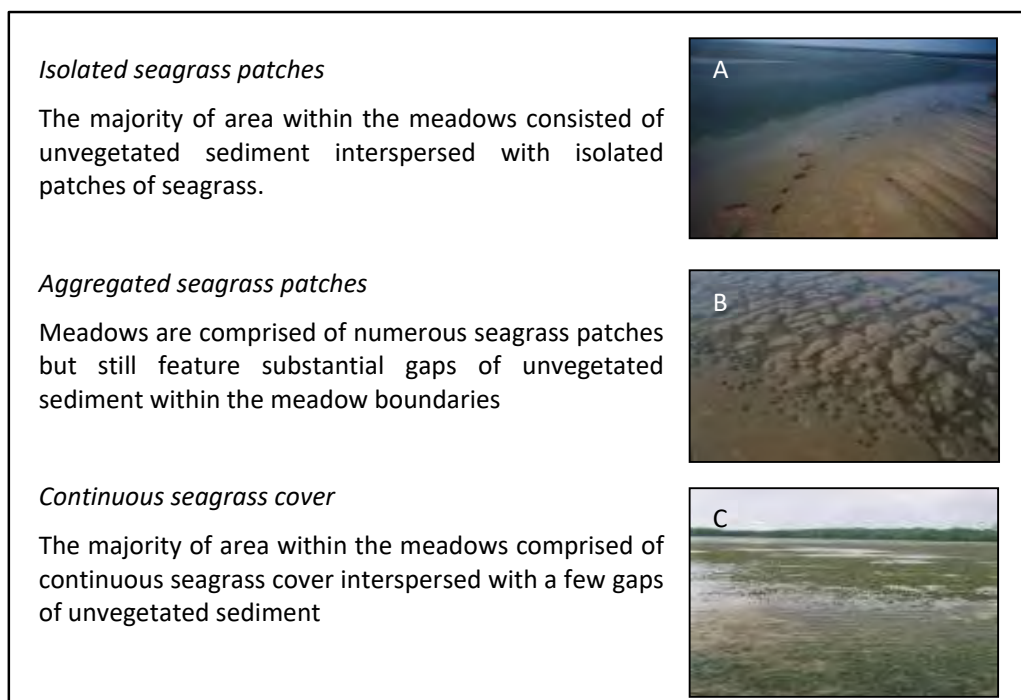 Isolated seagrass patches
A
The majority of area within the meadows consisted of
unvegetated sediment interspersed with isolated
patches of seagrass.
Aggregated seagrass patches
B
Meadows are comprised of numerous seagrass patches
but still feature substantial gaps of unvegetated
sediment within the meadow boundaries
Continuous seagrass cover
C
The majority of area within the meadows comprised of
continuous seagrass cover interspersed with a few gaps
of unvegetated sediment